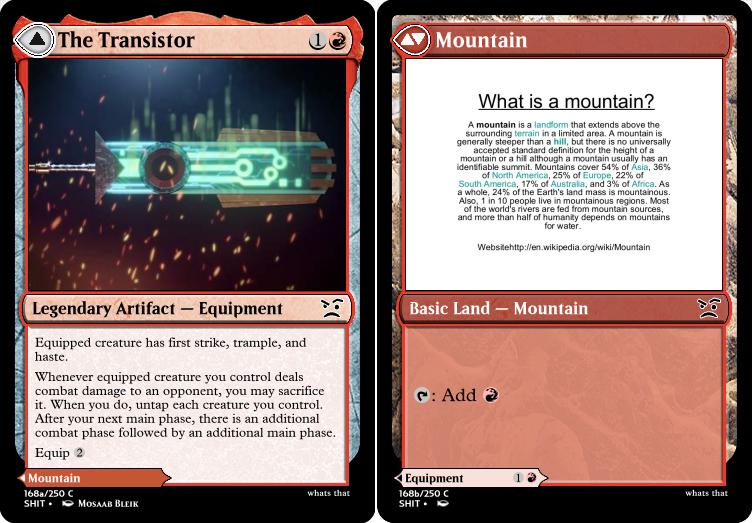 The Transistor
1
Legendary Artifact — Equipment
Equipped creature has first strike, trample, and
haste.
Whenever equipped creature you control deals
combat damage to an opponent, you may sacrifice
it. When you do, untap each creature you control.
After your next main phase, there is an additional
combat phase followed by an additional main phase.
Equip 2
Mountain
168a/250 C
SHIT • Mosaab Bleik
whats that
Mountain
What is a mountain?
A mountain is a landform that extends above the
surrounding terrain in a limited area. A mountain is
generally steeper than a hill, but there is no universally
accepted standard definition for the height of a
mountain or a hill although a mountain usually has an
identifiable summit. Mountains cover 54% of Asia, 36%
of North America, 25% of Europe, 22% of
South America, 17% of Australia, and 3% of Africa. As
a whole, 24% of the Earth's land mass is mountainous.
Also, 1 in 10 people live in mountainous regions. Most
of the world's rivers are fed from mountain sources,
and more than half of humanity depends on mountains
for water.
Websitehttp://en.wikipedia.org/wiki/Mountain
Basic Land — Mountain
: Add
Equipment 1
168b/250 C
SHIT •
whats that